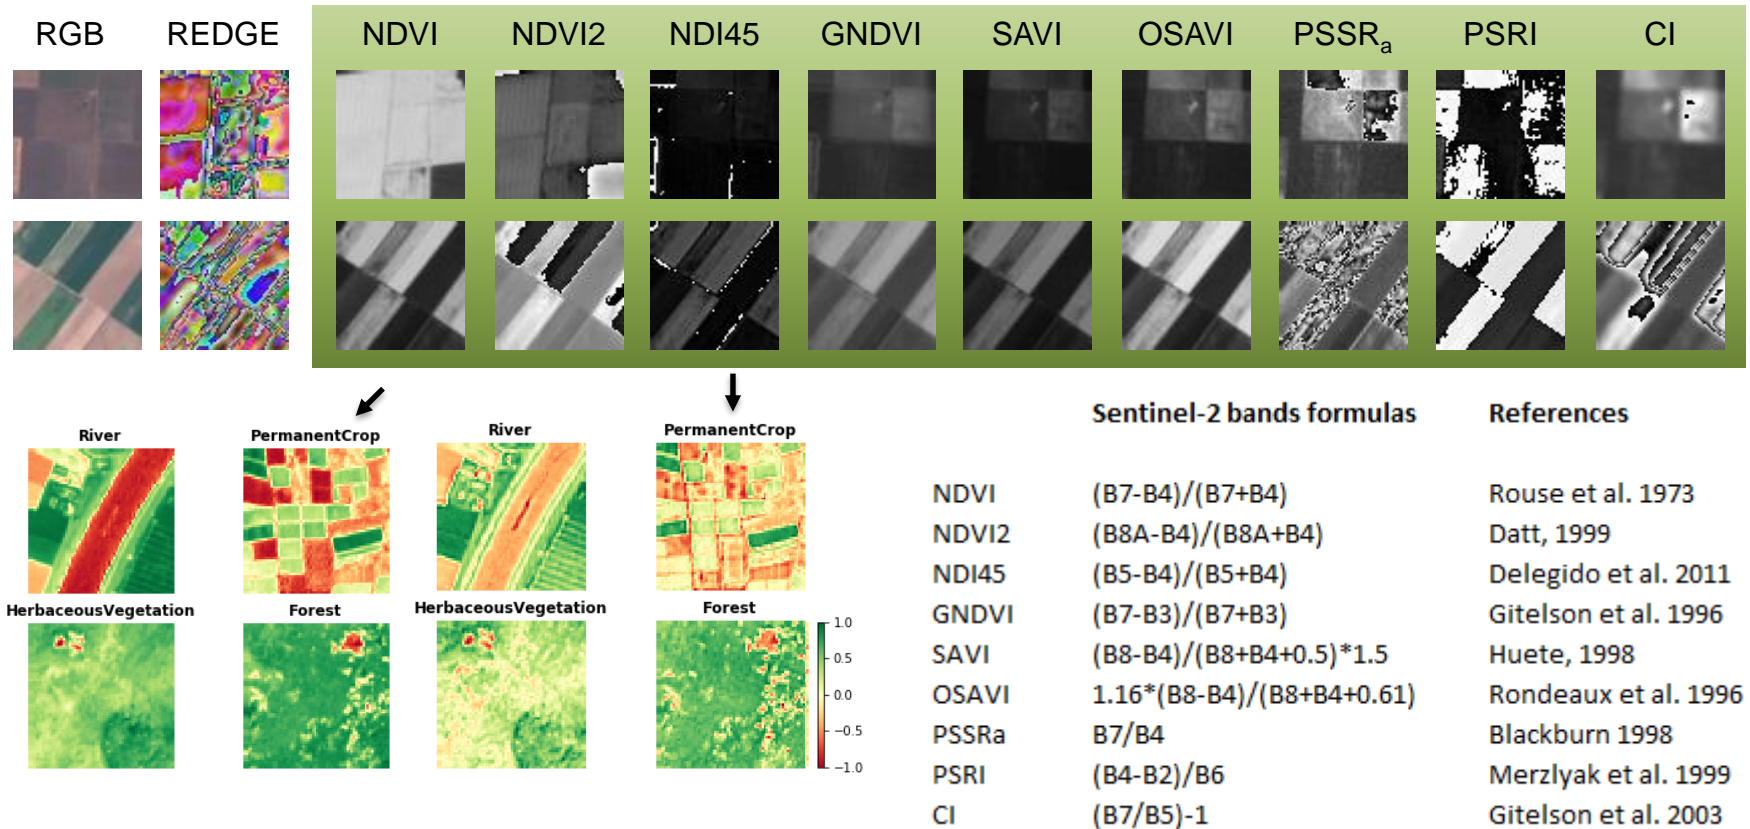 RGB REDGE NDVI NDVI2 NDI45 GNDVI SAVI OSAVI PSSRa PSRI CI
River PermanentCrop River PermanentCrop
HerbaceousVegetation Forest HerbaceousVegetation Forest
1.0
0.5
0.0
−0.5
−1.0
Sentinel-2 bands formulas References
NDVI (B7-B4)/(B7+B4) Rouse et al. 1973
NDVI2 (B8A-B4)/(B8A+B4) Datt, 1999
NDI45 (B5-B4)/(B5+B4) Delegido et al. 2011
GNDVI (B7-B3)/(B7+B3) Gitelson et al. 1996
SAVI (B8-B4)/(B8+B4+0.5)*1.5 Huete, 1998
OSAVI 1.16*(B8-B4)/(B8+B4+0.61) Rondeaux et al. 1996
PSSRa B7/B4 Blackburn 1998
PSRI (B4-B2)/B6 Merzlyak et al. 1999
CI (B7/B5)-1 Gitelson et al. 2003